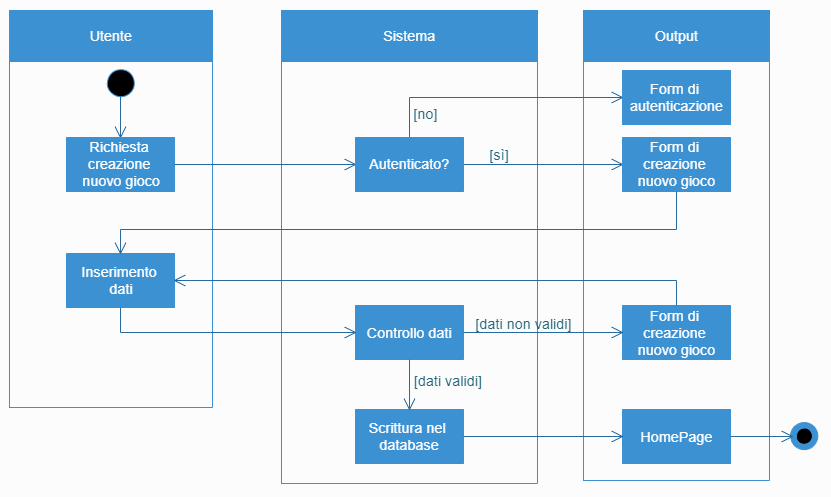 Utente
Sistema
Output
Form di
autenticazione
[no]
Richiesta
creazione
nuovo gioco
Autenticato?
[sì]
Form di
creazione
nuovo gioco
Inserimento
dati
Controllo dati
[dati non validi]
Form di
creazione
nuovo gioco
[dati validi]
Scrittura nel
database
HomePage